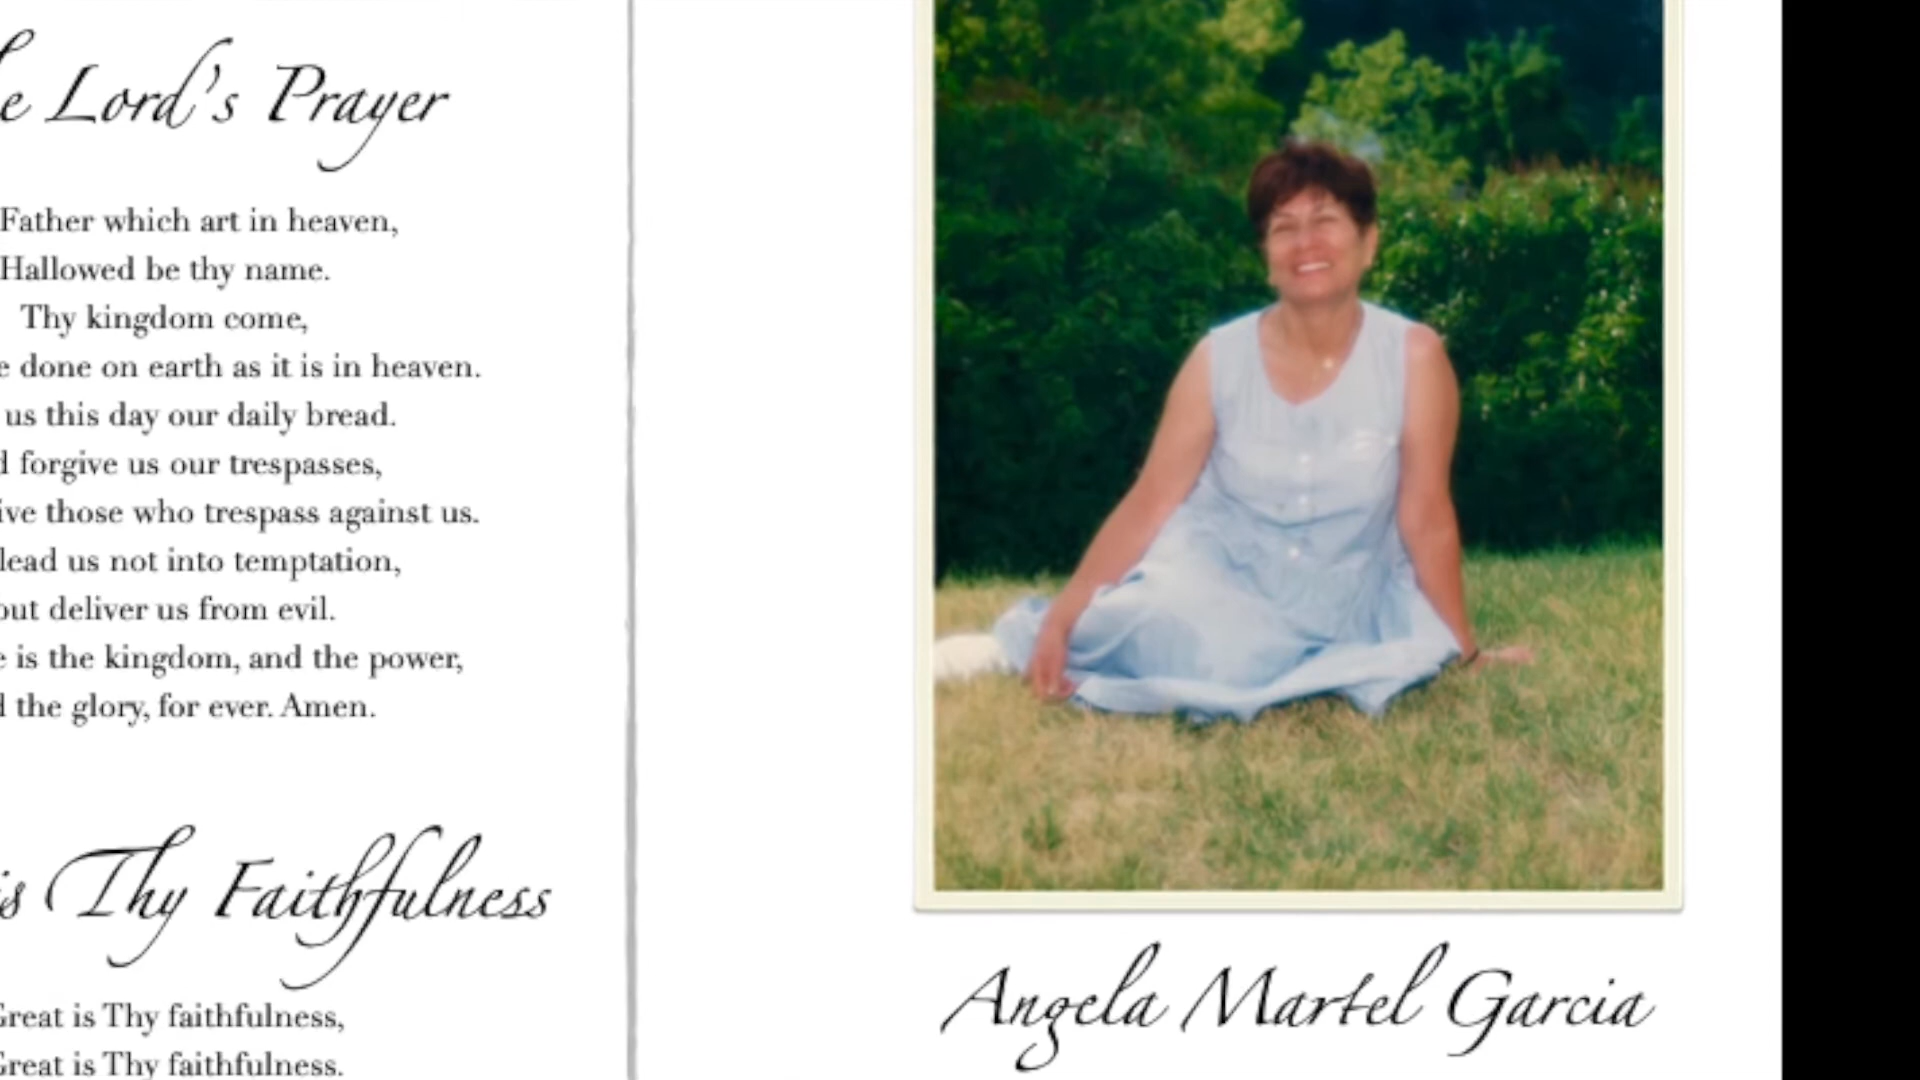 e Lord's Prayer
Father which art in heaven,
Hallowed be thy name.
Thy kingdom come,
e done on earth as it is in heaven.
us this day our daily bread.
d forgive us our trespasses,
ive those who trespass against us.
lead us not into temptation,
but deliver us from evil.
e is the kingdom, and the power,
d the glory, for ever. Amen.
is Thy Faithfulness
Great is Thy faithfulness,
Great is Thy faithfulness.
Angela Martel Garcia